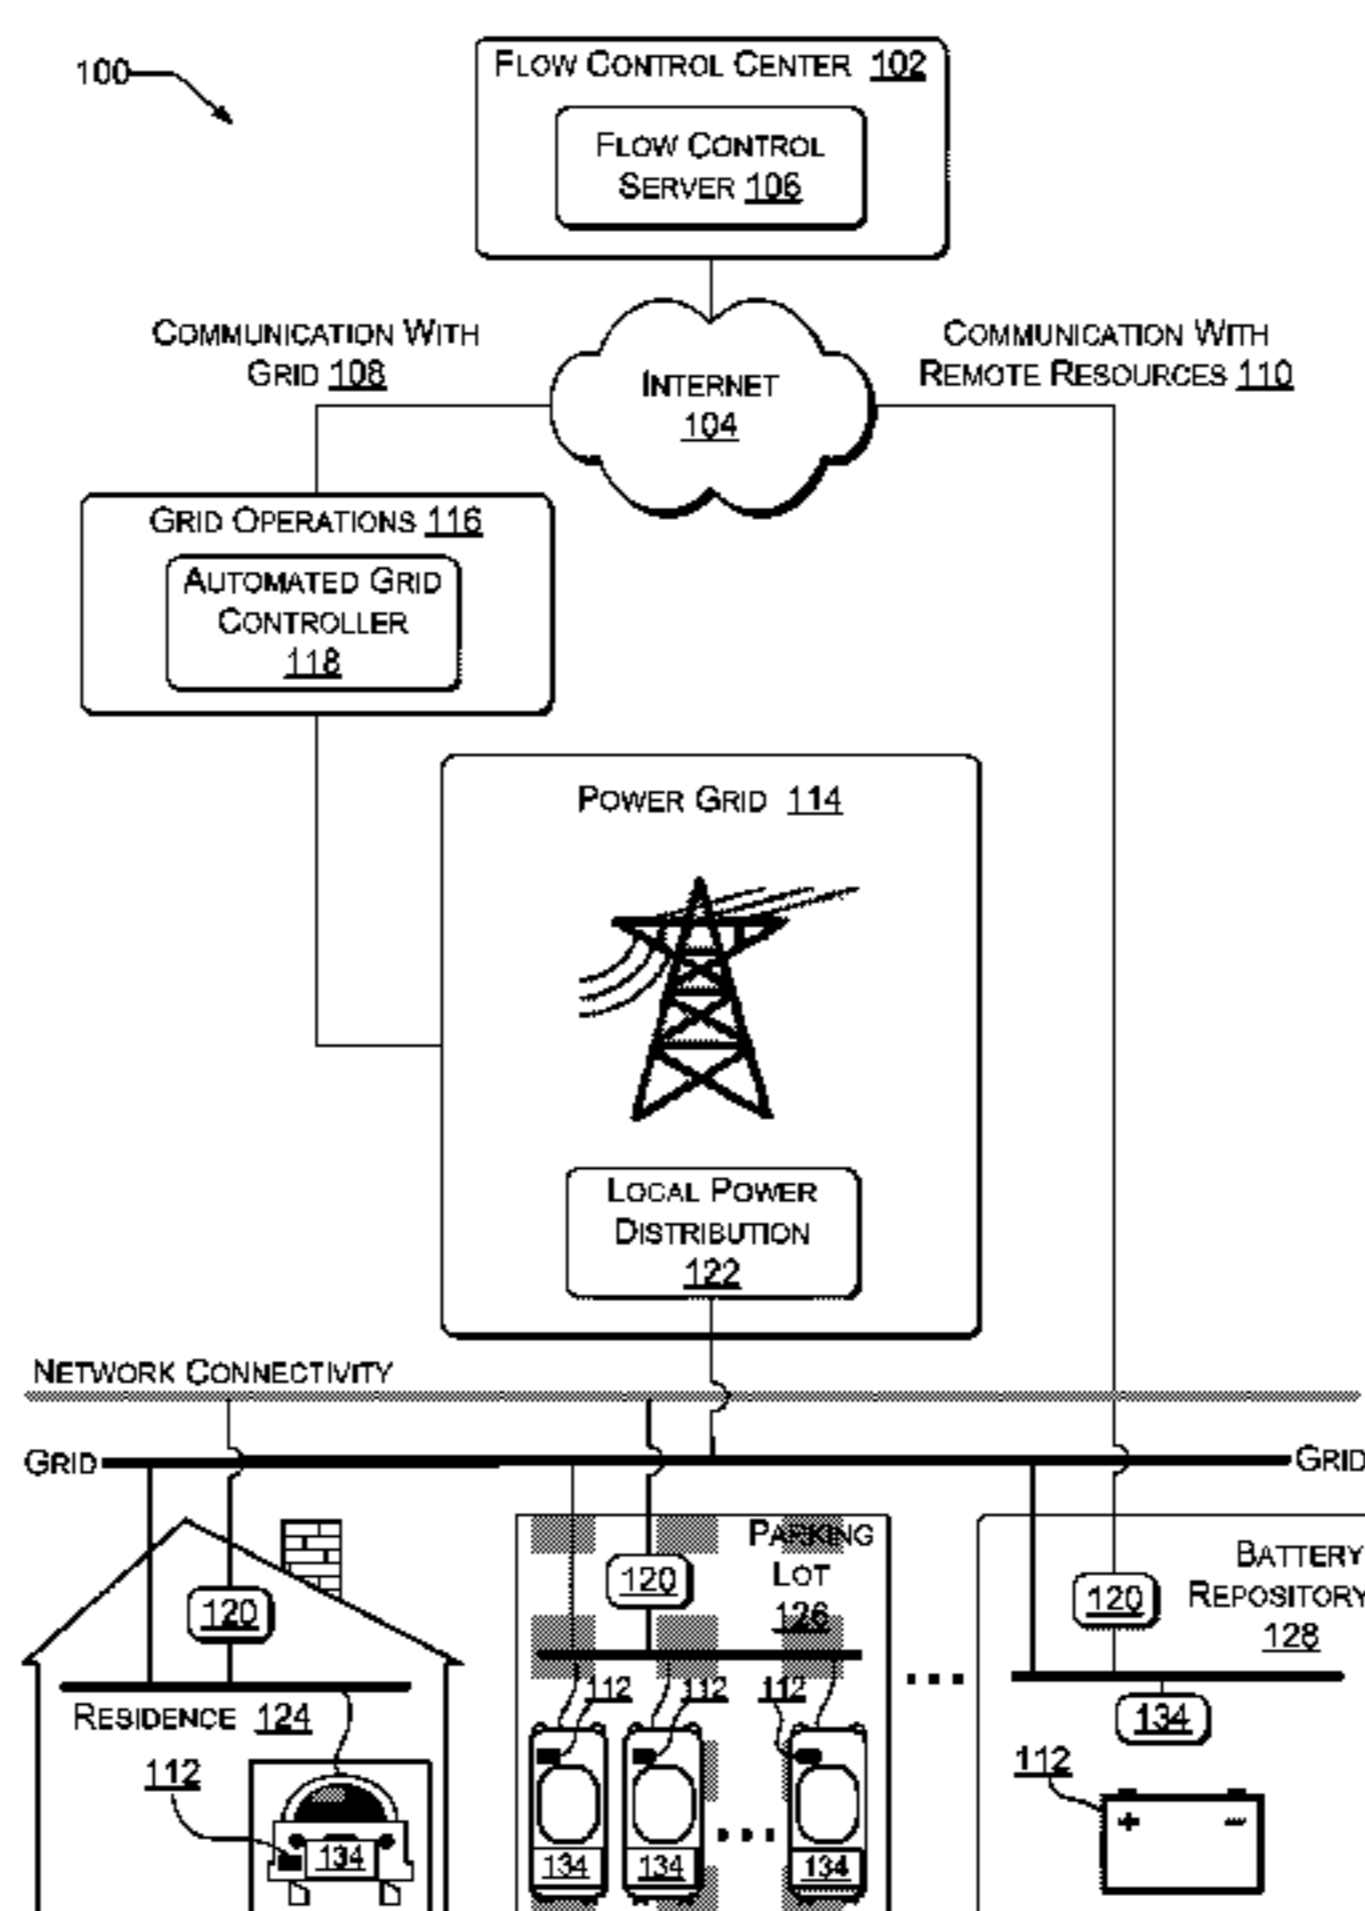 100
FLOW CONTROL CENTER 102
FLOW CONTROL
SERVER 106
COMMUNICATION WITH
GRID 108
INTERNET
104
COMMUNICATION WITH
REMOTE RESOURCES 110
GRID OPERATIONS 116
AUTOMATED GRID
CONTROLLER
118
POWER GRID 114
LOCAL POWER
DISTRIBUTION
122
NETWORK CONNECTIVITY
GRID
GRID
120
RESIDENCE 124
112
134
PARKING
LOT
126
120
112
112
112
134
134
134
BATTERY
REPOSITORY
128
120
134
112
+
–